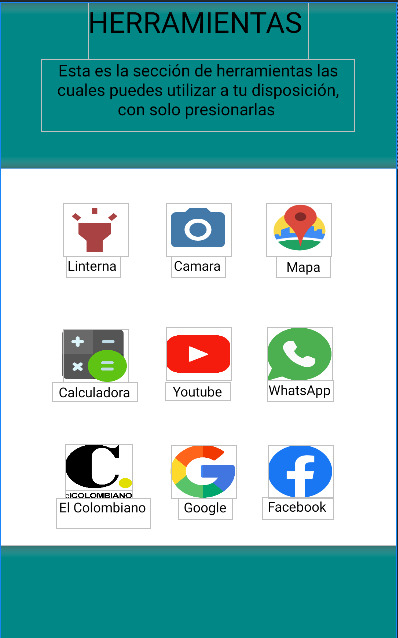 HERRAMIENTAS
Esta es la sección de herramientas las
cuales puedes utilizar a tu disposición,
con solo presionarlas
Linterna
Camara
Mapa
Calculadora
Youtube
WhatsApp
C.
elCOLOMBIANO
El Colombiano
Google
Facebook